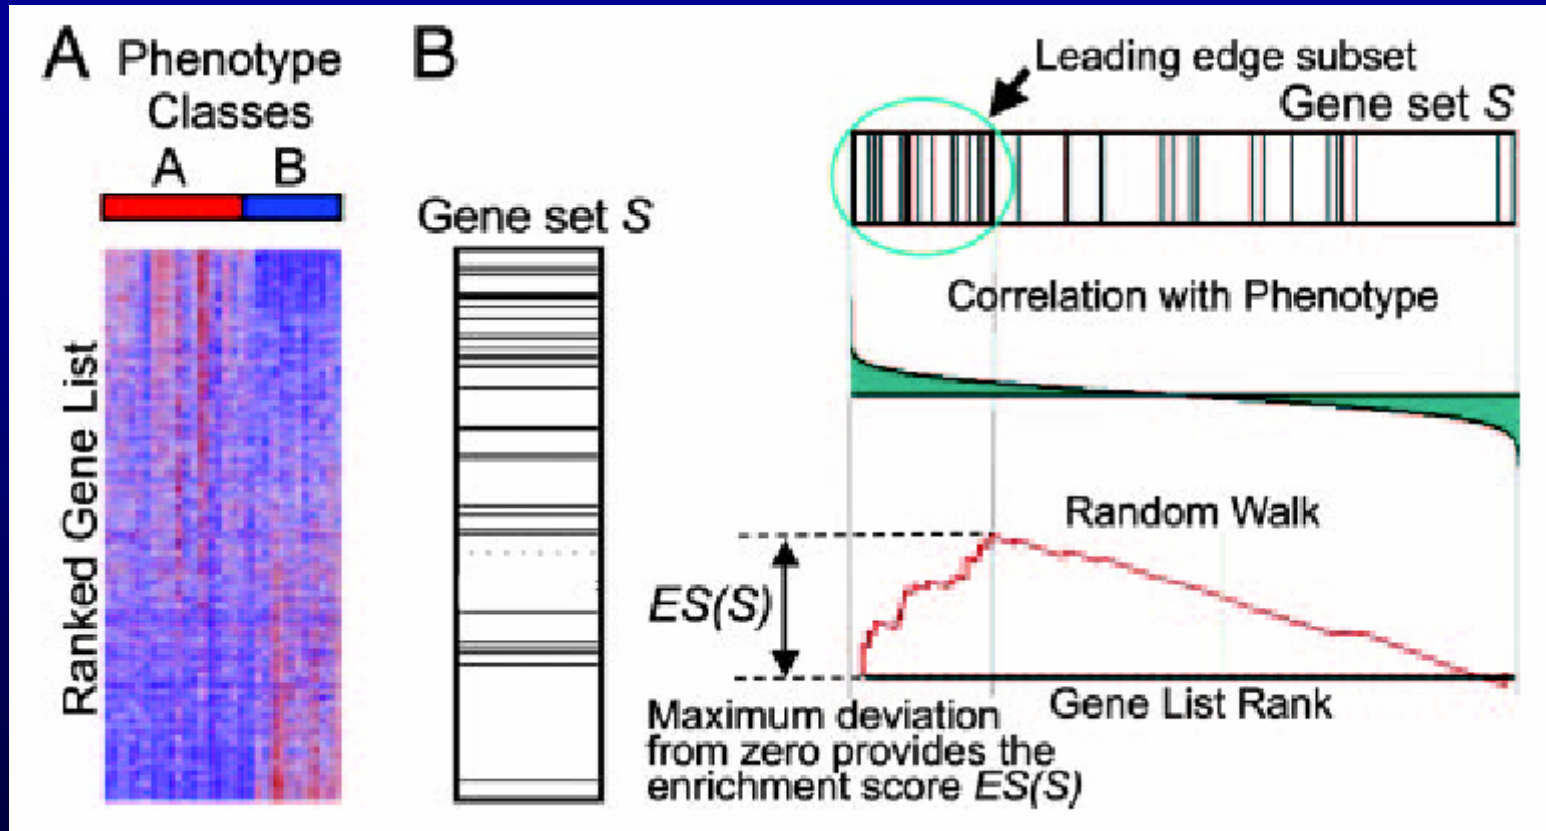 A
Phenotype
Classes
A B
Ranked Gene List
B
Gene set S
Leading edge subset
Gene set S
Correlation with Phenotype
Random Walk
ES(S)
Gene List Rank
Maximum deviation
from zero provides the
enrichment score ES(S)